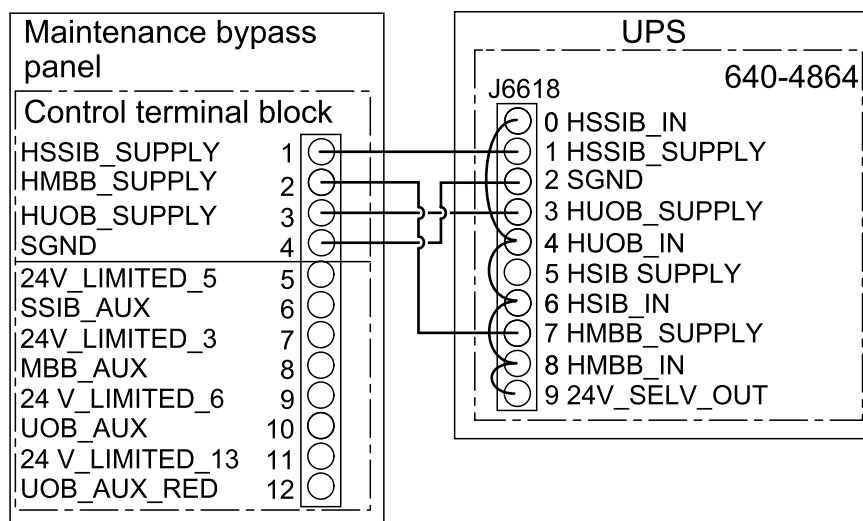 Maintenance bypass
panel
Control terminal block
HSSIB_SUPPLY 1
HMBB_SUPPLY 2
HUOB_SUPPLY 3
SGND 4
24V_LIMITED_5 5
SSIB_AUX 6
24V_LIMITED_3 7
MBB_AUX 8
24 V_LIMITED_6 9
UOB_AUX 10
24 V_LIMITED_13 11
UOB_AUX_RED 12
UPS
640-4864
J6618
0 HSSIB_IN
1 HSSIB_SUPPLY
2 SGND
3 HUOB_SUPPLY
4 HUOB_IN
5 HSIB SUPPLY
6 HSIB_IN
7 HMBB_SUPPLY
8 HMBB_IN
9 24V_SELV_OUT